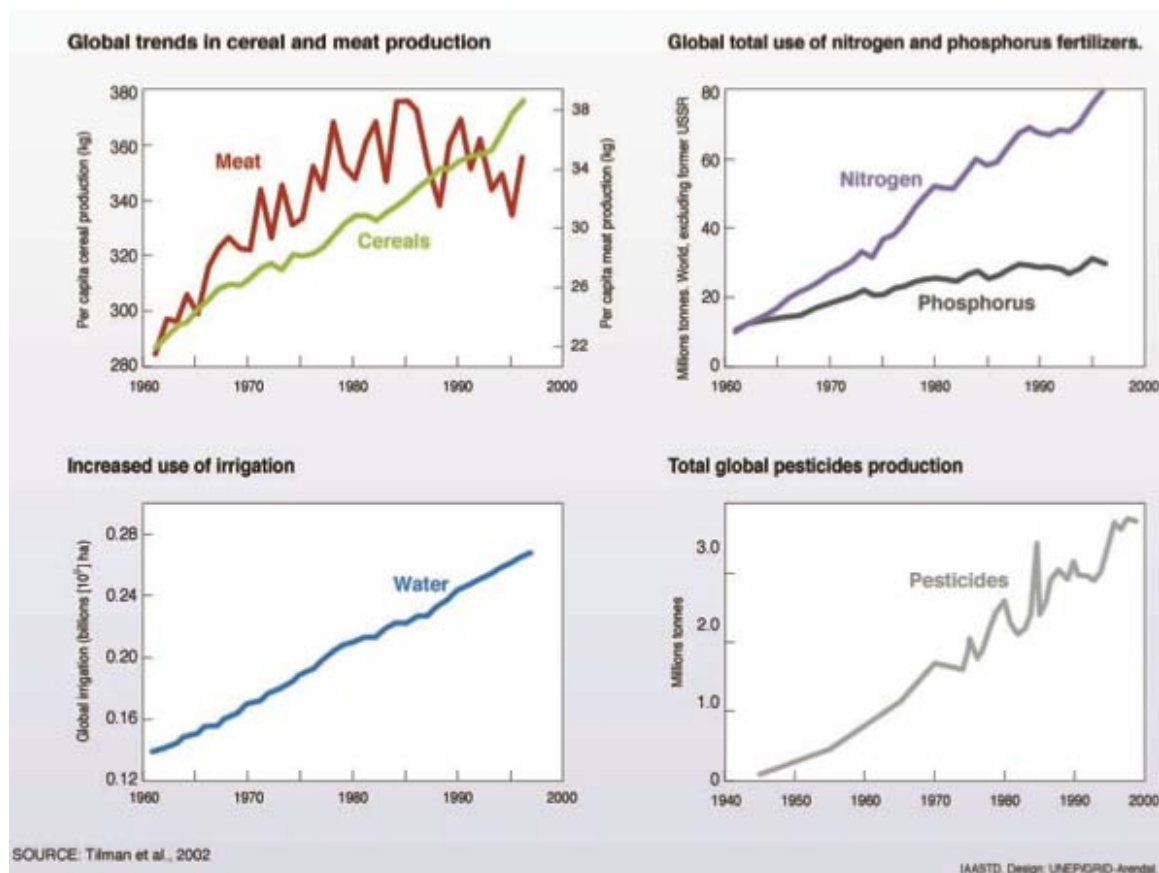 Global trends in cereal and meat production
Per capita cereal production (kg)
380
360
340
320
300
280
Meat
Cereals
38
34
30
26
22
Per capita meat production (kg)
1960 1970 1980 1990 2000
Global total use of nitrogen and phosphorus fertilizers.
Millions tonnes. World, excluding former USSR
80
60
40
20
0
Nitrogen
Phosphorus
1960 1970 1980 1990 2000
Increased use of irrigation
Global irrigation (billions [10⁹] ha)
0.28
0.24
0.20
0.16
0.12
Water
1960 1970 1980 1990 2000
Total global pesticides production
Millions tonnes
3.0
2.0
1.0
0
Pesticides
1940 1950 1960 1970 1980 1990 2000
SOURCE: Tilman et al., 2002
IAASTD. Design: UNEP/GRID-Arendal.